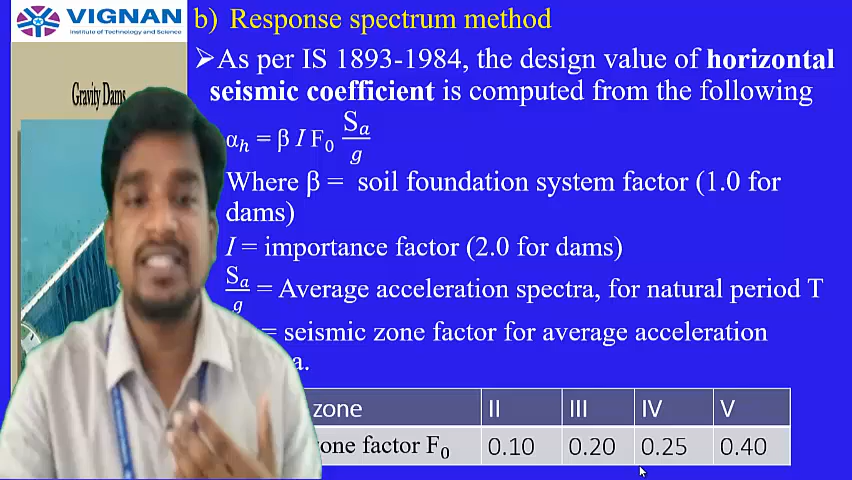 VIGNAN
Institute of Technology and Science
b) Response spectrum method
Gravity Dams
➢As per IS 1893-1984, the design value of horizontal
seismic coefficient is computed from the following
αₕ = β I F₀ Sₐ/g
Where β = soil foundation system factor (1.0 for
dams)
I = importance factor (2.0 for dams)
Sₐ/g = Average acceleration spectra, for natural period T
= seismic zone factor for average acceleration
zone II III IV V
factor F₀ 0.10 0.20 0.25 0.40